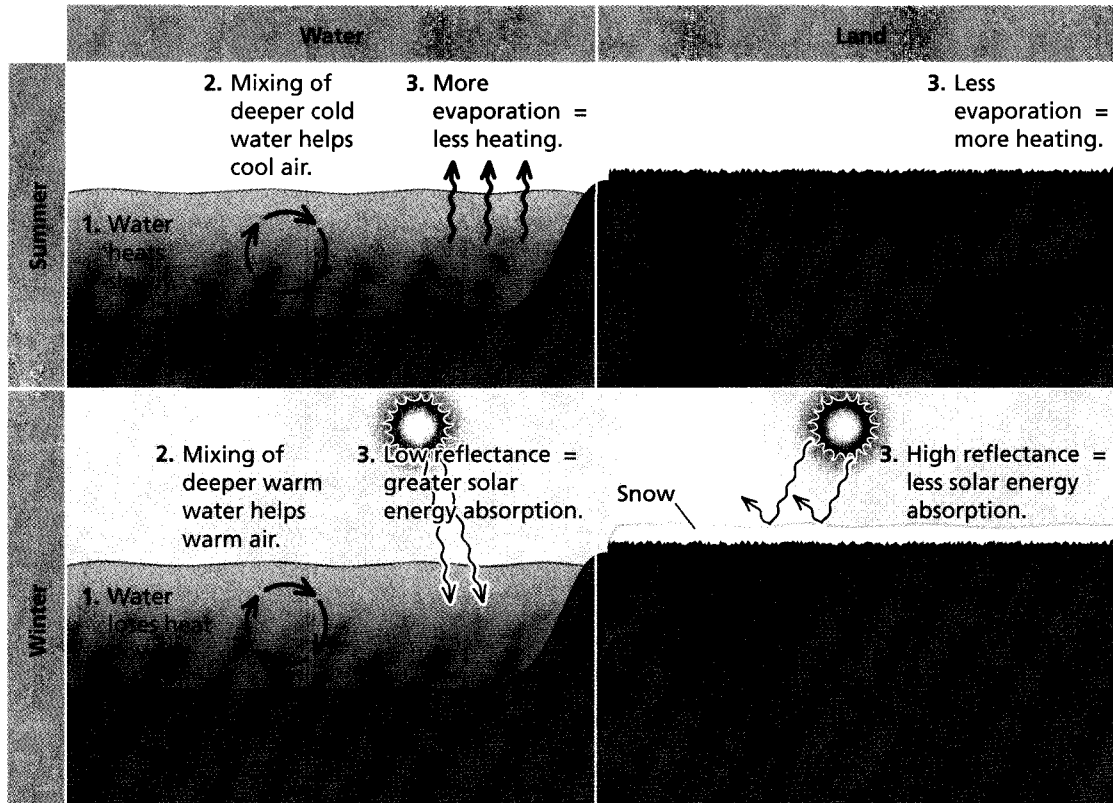 Water
Land
Summer
2. Mixing of
deeper cold
water helps
cool air.
3. More
evaporation =
less heating.
1. Water
heats
3. Less
evaporation =
more heating.
Winter
2. Mixing of
deeper warm
water helps
warm air.
3. Low reflectance =
greater solar
energy absorption.
1. Water
loses heat
Snow
3. High reflectance =
less solar energy
absorption.